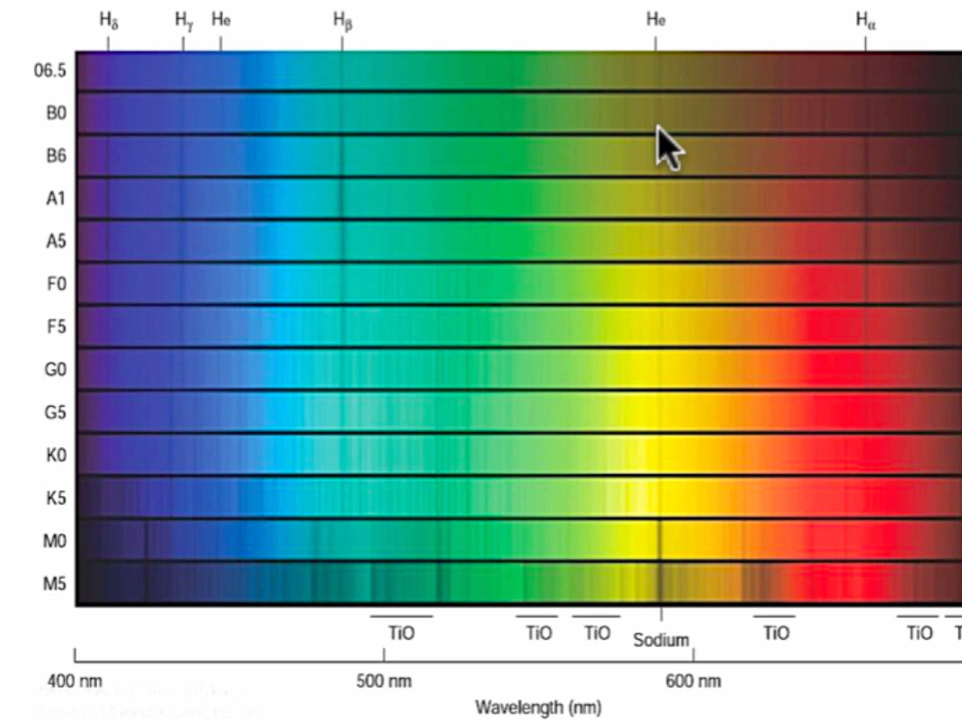 Hδ Hγ He Hβ He Hα
06.5
B0
B6
A1
A5
F0
F5
G0
G5
K0
K5
M0
M5
TiO TiO TiO Sodium TiO TiO T
400 nm 500 nm 600 nm
Wavelength (nm)